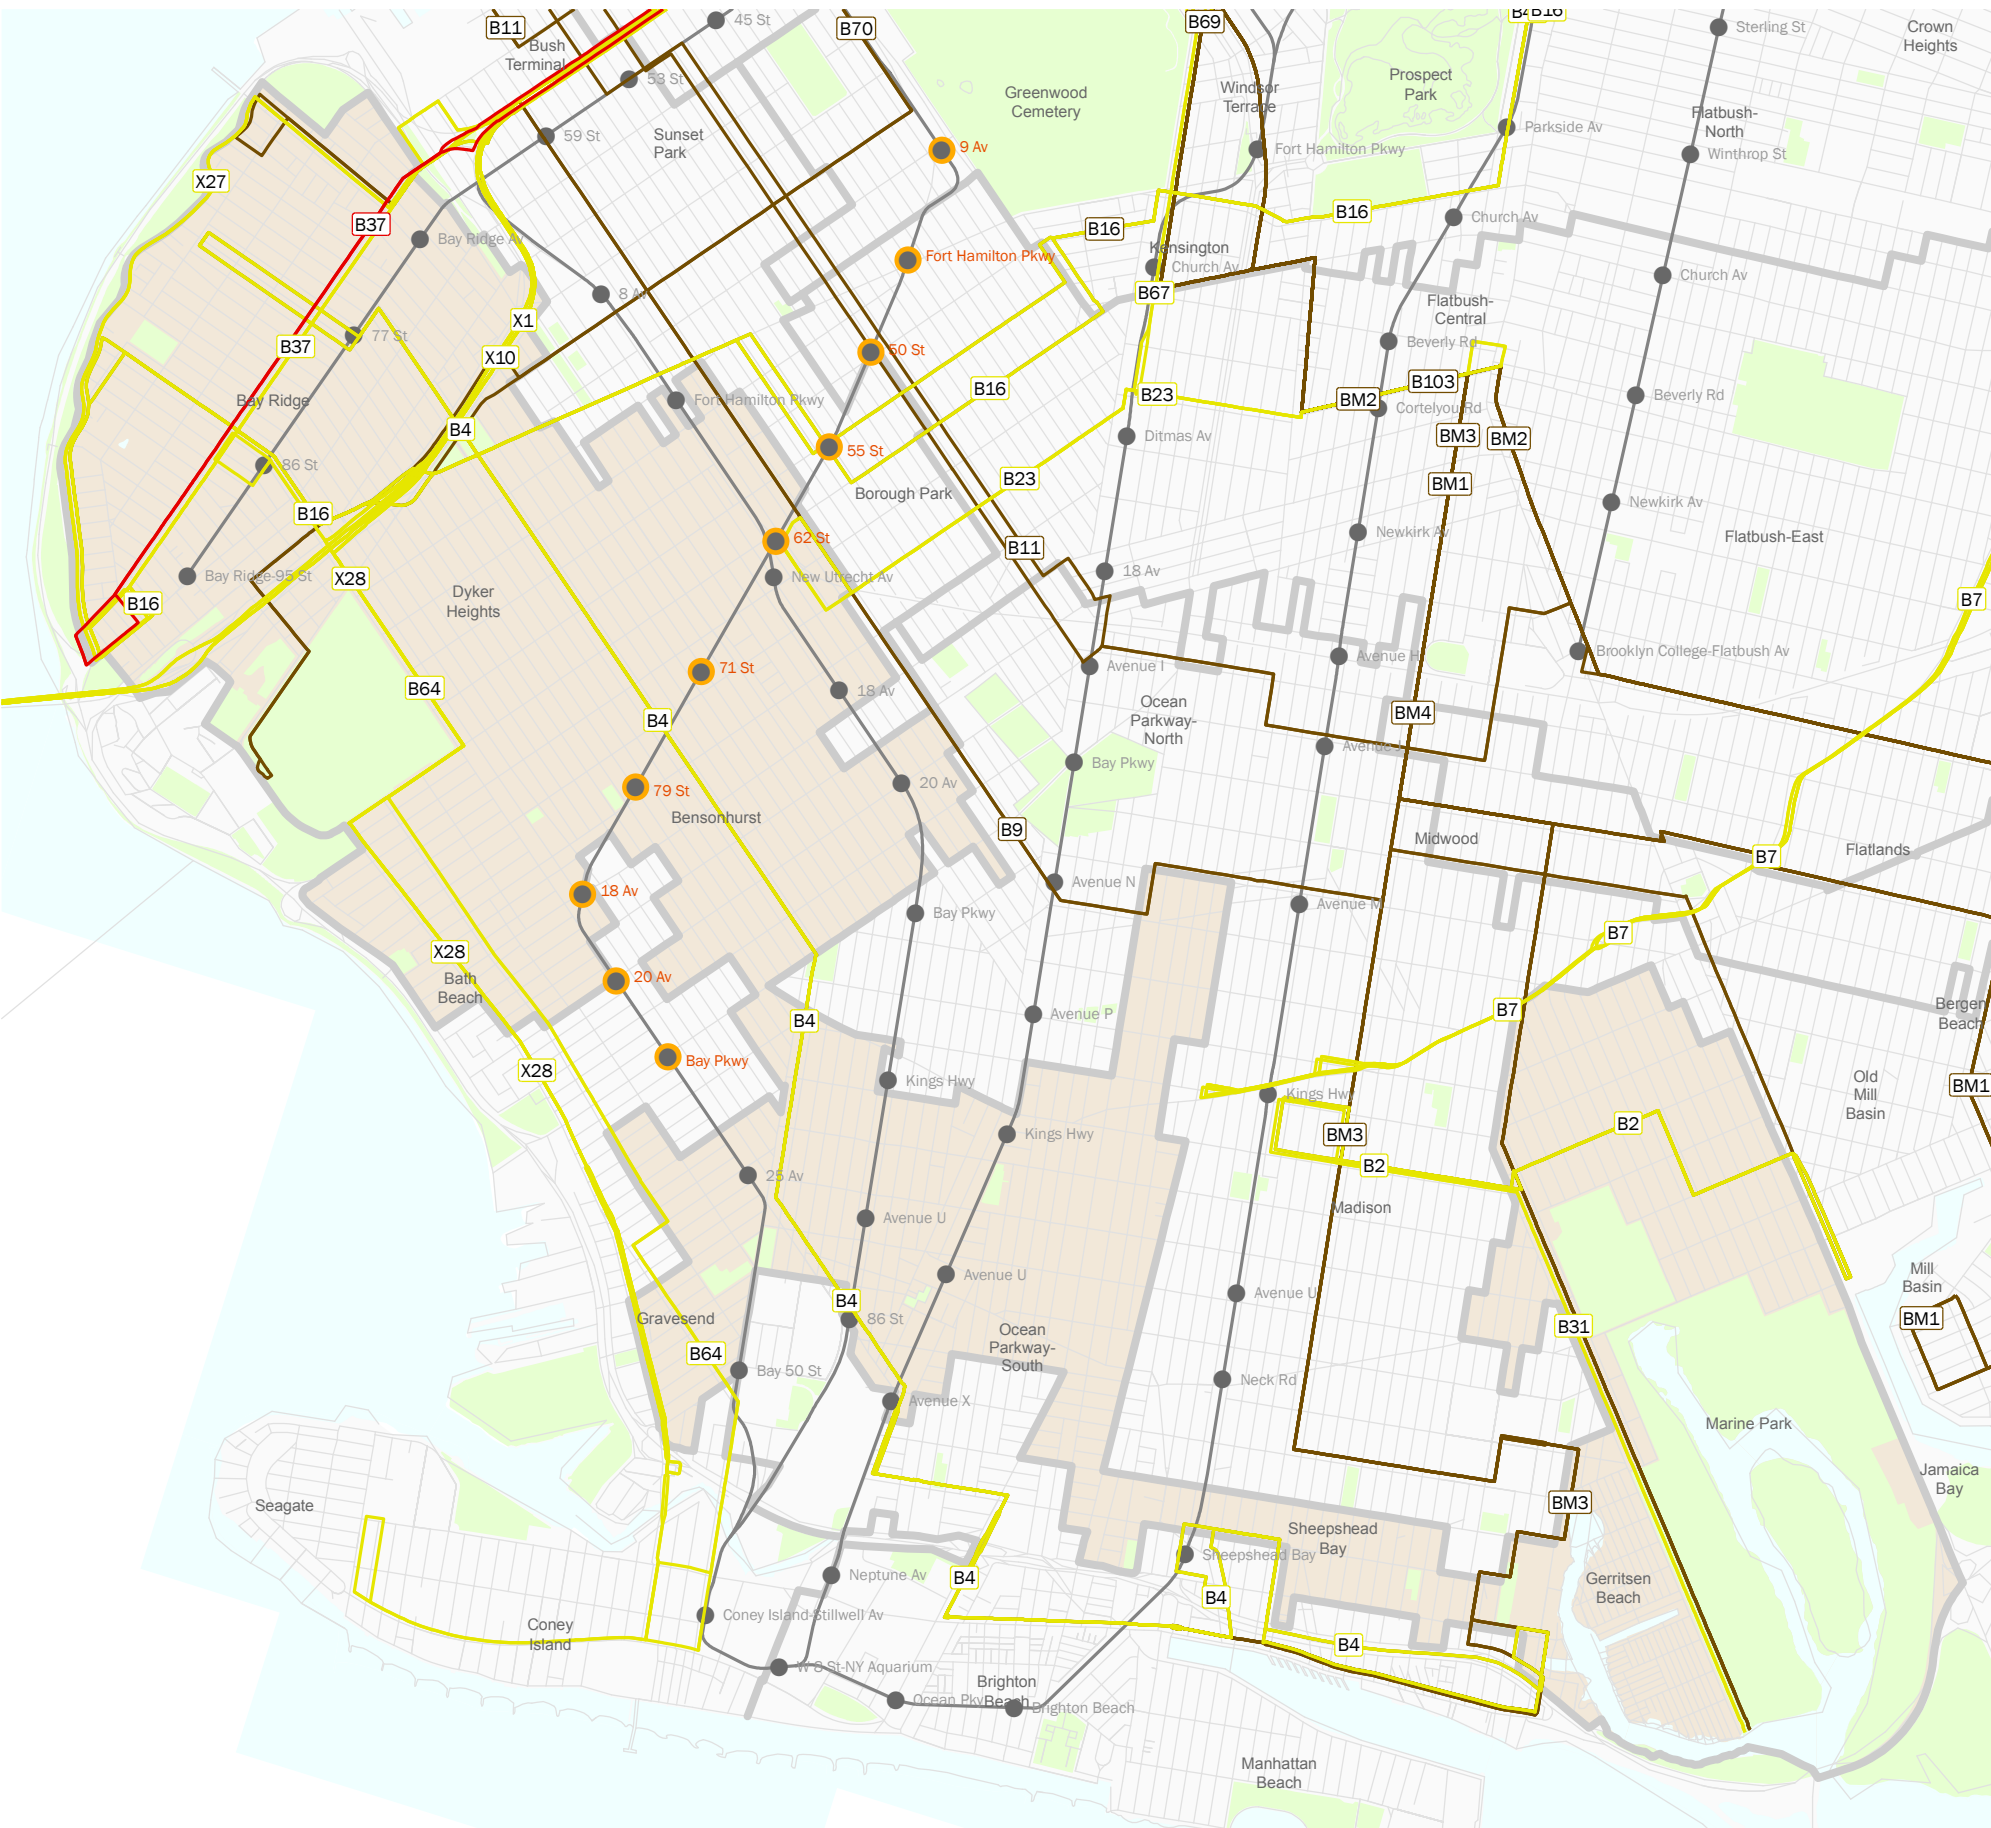 B11
B70
45 St
B69
B16
Sterling St
Crown
Heights
Bush
Terminal
53 St
Greenwood
Cemetery
Windsor
Terrace
Prospect
Park
Flatbush-
North
59 St
Sunset
Park
9 Av
Fort Hamilton Pkwy
Parkside Av
Winthrop St
X27
B37
Bay Ridge Av
B16
B16
Church Av
Kensington
Church Av
Fort Hamilton Pkwy
Church Av
8 Av
B67
Flatbush-
Central
X1
77 St
B37
X10
50 St
Beverly Rd
B103
B16
B23
BM2
Cortelyou Rd
Beverly Rd
Bay Ridge
Fort Hamilton Pkwy
B4
Ditmas Av
BM3
BM2
55 St
86 St
B23
BM1
Borough Park
B16
Newkirk Av
Newkirk Av
Flatbush-East
62 St
B11
Bay Ridge-95 St
X28
New Utrecht Av
18 Av
Dyker
Heights
B16
B7
71 St
Avenue I
Avenue H
Brooklyn College-Flatbush Av
B64
18 Av
B4
Ocean
Parkway-
North
BM4
Avenue J
Bay Pkwy
79 St
20 Av
Bensonhurst
B9
Midwood
Flatlands
B7
18 Av
Avenue N
Bay Pkwy
Avenue M
B7
X28
Bath
Beach
20 Av
B4
Avenue P
B7
Bergen
Beach
Bay Pkwy
X28
Kings Hwy
Kings Hwy
Old
Mill
Basin
BM1
Kings Hwy
BM3
B2
B2
25 Av
Avenue U
Madison
Avenue U
Avenue U
Mill
Basin
B4
86 St
Gravesend
Ocean
Parkway-
South
B31
BM1
B64
Bay 50 St
Neck Rd
Avenue X
Marine Park
Jamaica
Bay
Seagate
BM3
Sheepshead
Bay
Sheepshead Bay
Neptune Av
B4
B4
Gerritsen
Beach
Coney Island-Stillwell Av
Coney
Island
B4
W 8 St-NY Aquarium
Brighton
Beach
Ocean Pkwy
Brighton Beach
Manhattan
Beach